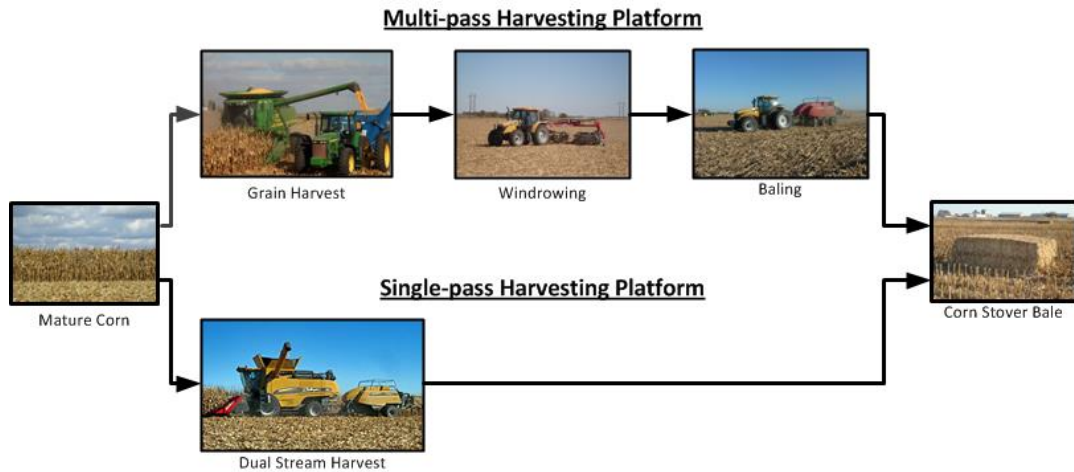 Multi-pass Harvesting Platform
Grain Harvest
Windrowing
Baling
Mature Corn
Single-pass Harvesting Platform
Corn Stover Bale
Dual Stream Harvest